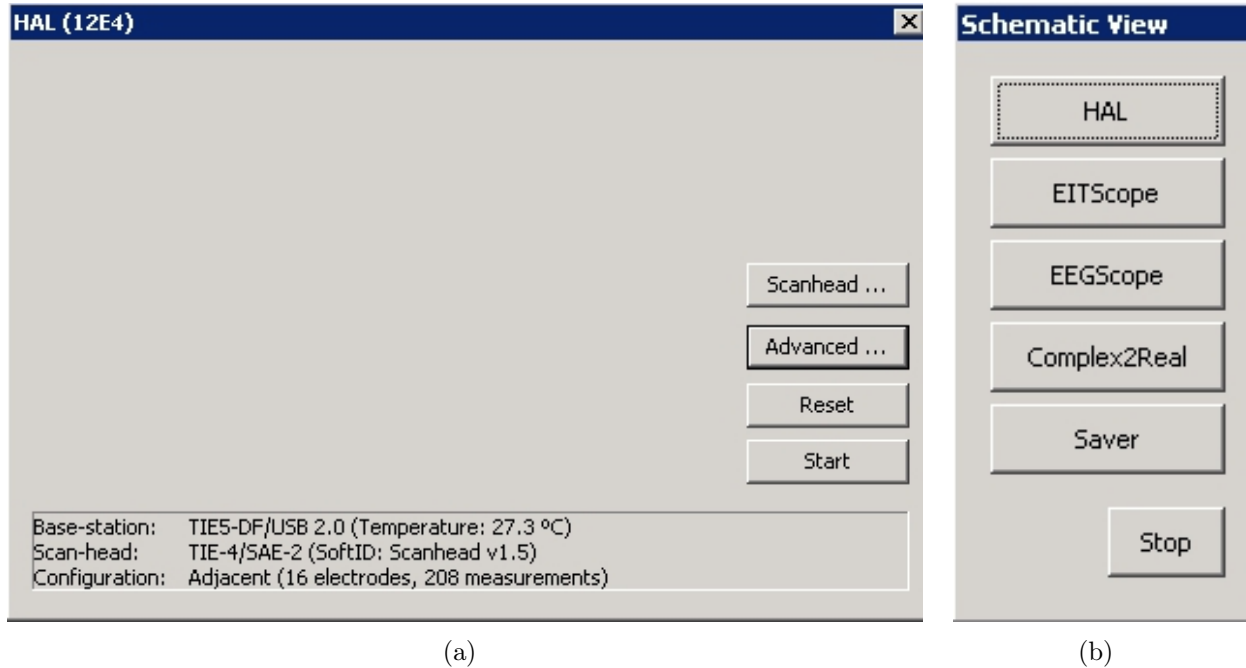 HAL (12E4)
Scanhead ...
Advanced ...
Reset
Start
Base-station: TIE5-DF/USB 2.0 (Temperature: 27.3 ºC)
Scan-head: TIE-4/SAE-2 (SoftID: Scanhead v1.5)
Configuration: Adjacent (16 electrodes, 208 measurements)
(a)
Schematic View
HAL
EITScope
EEGScope
Complex2Real
Saver
Stop
(b)